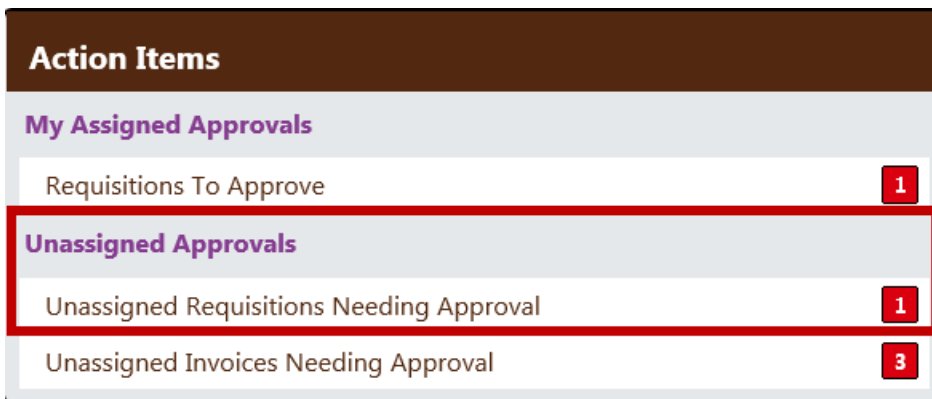 Action Items
My Assigned Approvals
Requisitions To Approve 1
Unassigned Approvals
Unassigned Requisitions Needing Approval 1
Unassigned Invoices Needing Approval 3